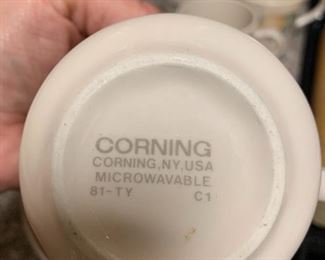 CORNING
CORNING, NY, USA
MICROWAVABLE
81-TY C1